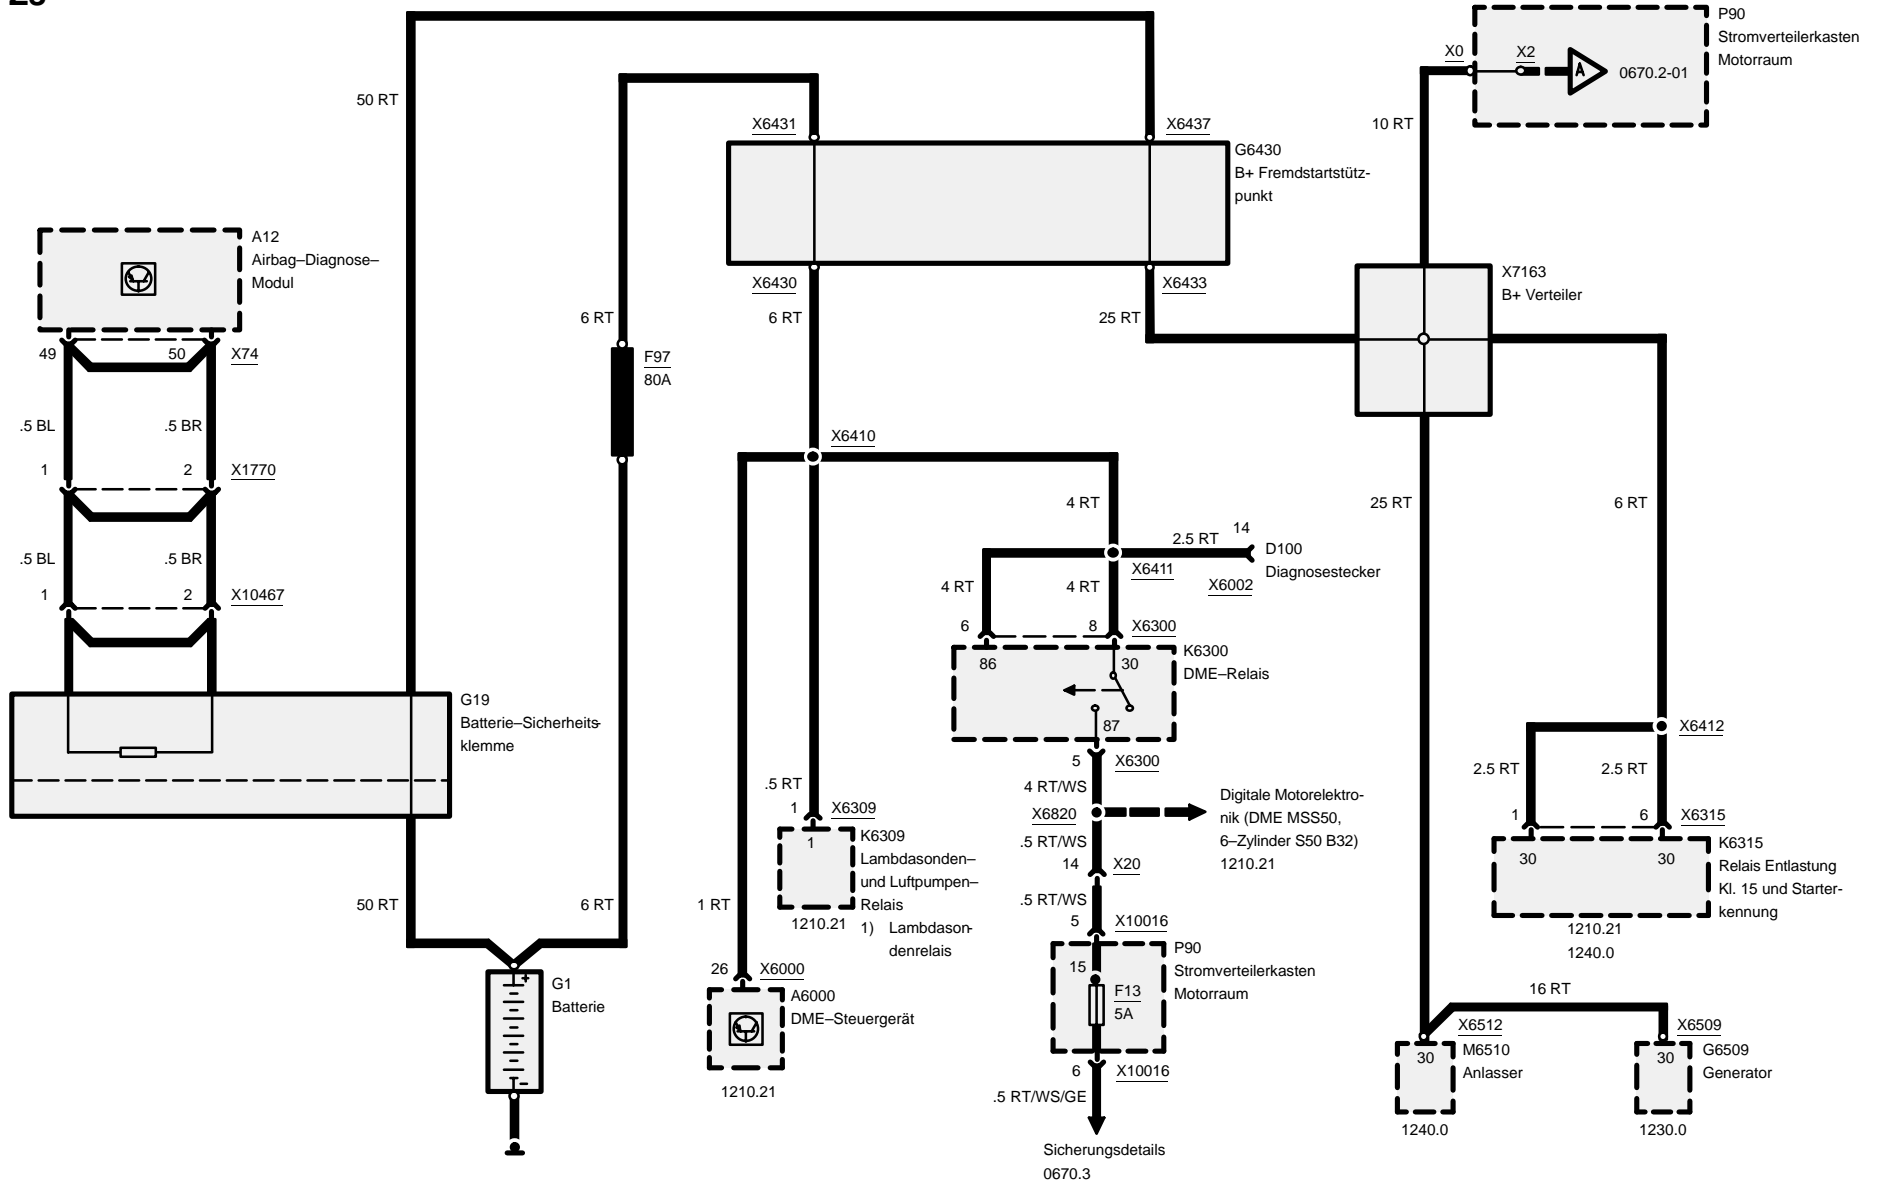 50 RT
X6431
X6437
G6430
B+ Fremdstartstütz-
punkt
X6430
X6433
6 RT
6 RT
25 RT
F97
80A
10 RT
X0
X2
A
0670.2-01
P90
Stromverteilerkasten
Motorraum
X7163
B+ Verteiler
A12
Airbag–Diagnose–
Modul
49
50
X74
.5 BL
.5 BR
1
2
X1770
.5 BL
.5 BR
1
2
X10467
G19
Batterie–Sicherheits-
klemme
50 RT
6 RT
+
-
G1
Batterie
X6410
4 RT
2.5 RT
14
D100
Diagnosestecker
X6411
X6002
4 RT
4 RT
6
8
X6300
86
30
K6300
DME–Relais
87
5
X6300
4 RT/WS
X6820
Digitale Motorelektro-
nik (DME MSS50,
6–Zylinder S50 B32)
1210.21
.5 RT/WS
14
X20
.5 RT/WS
5
X10016
15
F13
5A
P90
Stromverteilerkasten
Motorraum
6
X10016
.5 RT/WS/GE
Sicherungsdetails
0670.3
.5 RT
1
X6309
1
K6309
Lambdasonden–
und Luftpumpen–
Relais
1) Lambdason-
denrelais
1210.21
1 RT
26
X6000
A6000
DME–Steuergerät
1210.21
25 RT
6 RT
X6412
2.5 RT
2.5 RT
1
6
X6315
30
30
K6315
Relais Entlastung
Kl. 15 und Starter-
kennung
1210.21
1240.0
16 RT
X6512
30
M6510
Anlasser
1240.0
X6509
30
G6509
Generator
1230.0